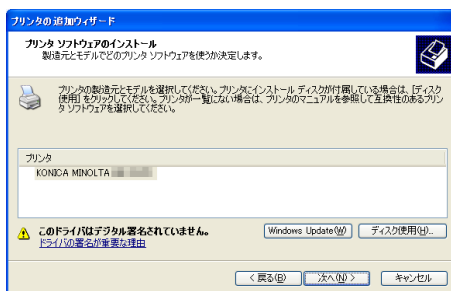 プリンタの追加ウィザード
プリンタ ソフトウェアのインストール
製造元とモデルでどのプリンタ ソフトウェアを使うか決定します。
プリンタの製造元とモデルを選択してください。プリンタにインストール ディスクが付属している場合は、[ディスク
使用] をクリックしてください。プリンタが一覧にない場合は、プリンタのマニュアルを参照して互換性のあるプリン
タ ソフトウェアを選択してください。
プリンタ
KONICA MINOLTA
このドライバはデジタル署名されていません。
Windows Update(W)
ディスク使用(H)...
ドライバの署名が重要な理由
< 戻る(B)
次へ(N) >
キャンセル